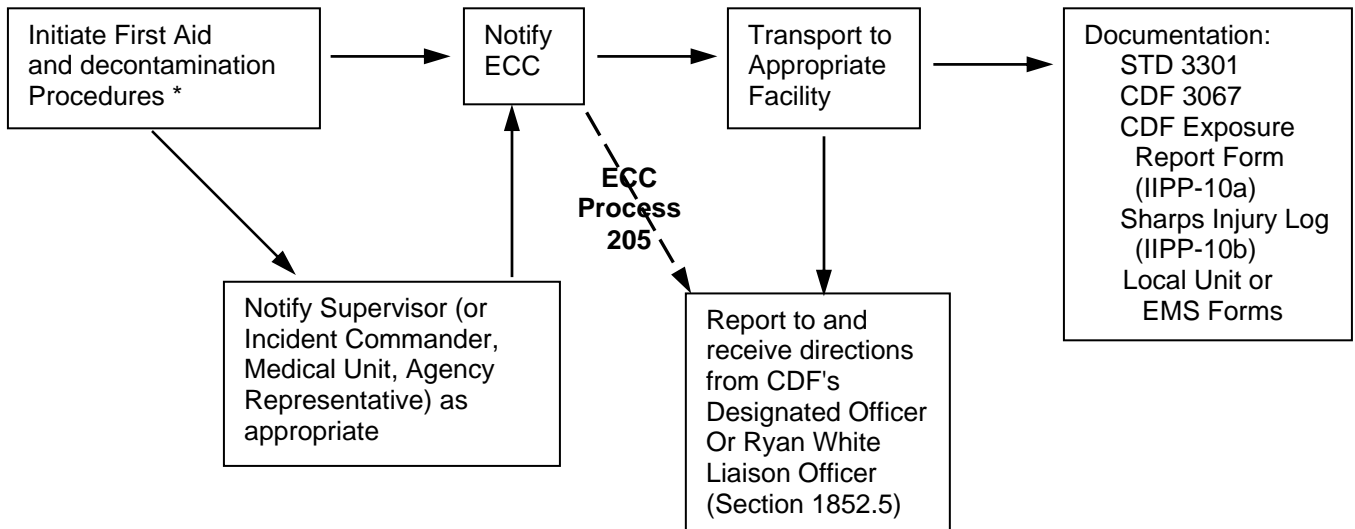 Initiate First Aid
and decontamination
Procedures *
Notify
ECC
Transport to
Appropriate
Facility
Documentation:
STD 3301
CDF 3067
CDF Exposure
Report Form
(IIPP-10a)
Sharps Injury Log
(IIPP-10b)
Local Unit or
EMS Forms
ECC
Process
205
Notify Supervisor (or
Incident Commander,
Medical Unit, Agency
Representative) as
appropriate
Report to and
receive directions
from CDF's
Designated Officer
Or Ryan White
Liaison Officer
(Section 1852.5)